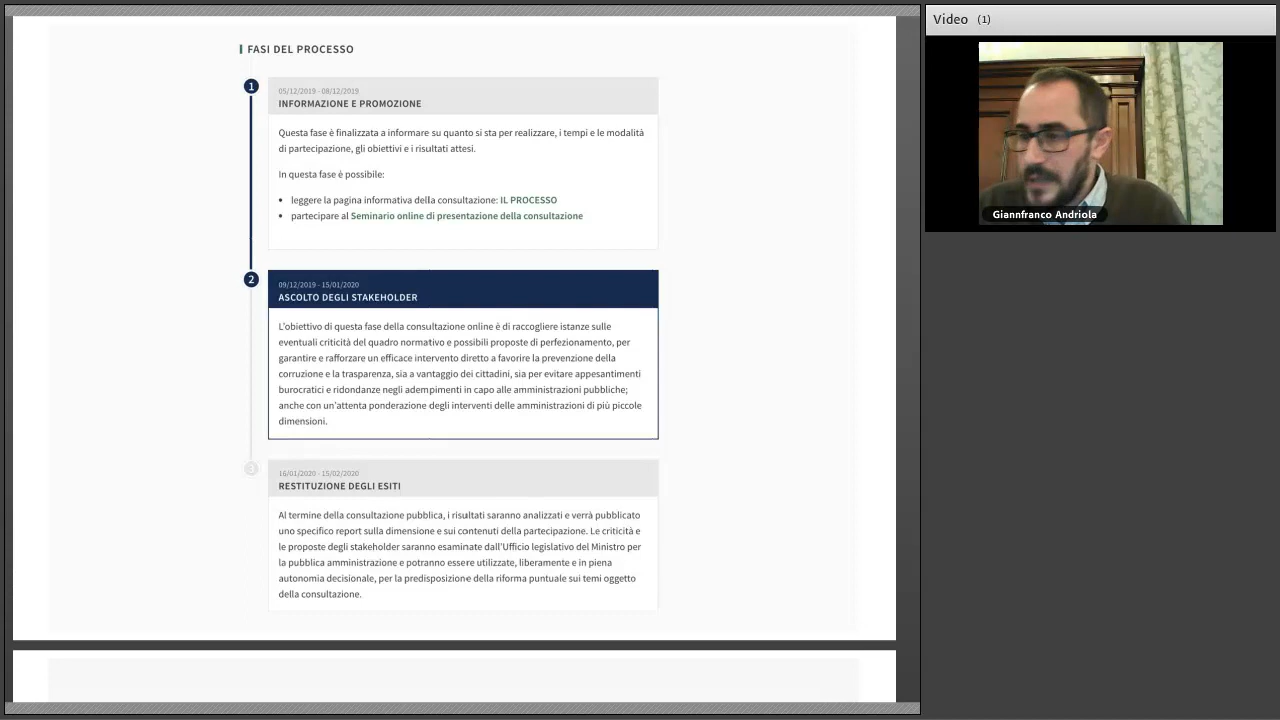 FASI DEL PROCESSO
1
05/12/2019 - 08/12/2019
INFORMAZIONE E PROMOZIONE
Questa fase è finalizzata a informare su quanto si sta per realizzare, i tempi e le modalità
di partecipazione, gli obiettivi e i risultati attesi.
In questa fase è possibile:
• leggere la pagina informativa della consultazione: IL PROCESSO
• partecipare al Seminario online di presentazione della consultazione
2
09/12/2019 - 15/01/2020
ASCOLTO DEGLI STAKEHOLDER
L'obiettivo di questa fase della consultazione online è di raccogliere istanze sulle
eventuali criticità del quadro normativo e possibili proposte di perfezionamento, per
garantire e rafforzare un efficace intervento diretto a favorire la prevenzione della
corruzione e la trasparenza, sia a vantaggio dei cittadini, sia per evitare appesantimenti
burocratici e ridondanze negli adempimenti in capo alle amministrazioni pubbliche;
anche con un'attenta ponderazione degli interventi delle amministrazioni di più piccole
dimensioni.
3
16/01/2020 - 15/02/2020
RESTITUZIONE DEGLI ESITI
Al termine della consultazione pubblica, i risultati saranno analizzati e verrà pubblicato
uno specifico report sulla dimensione e sui contenuti della partecipazione. Le criticità e
le proposte degli stakeholder saranno esaminate dall'Ufficio legislativo del Ministro per
la pubblica amministrazione e potranno essere utilizzate, liberamente e in piena
autonomia decisionale, per la predisposizione della riforma puntuale sui temi oggetto
della consultazione.
Video (1)
Giannfranco Andriola